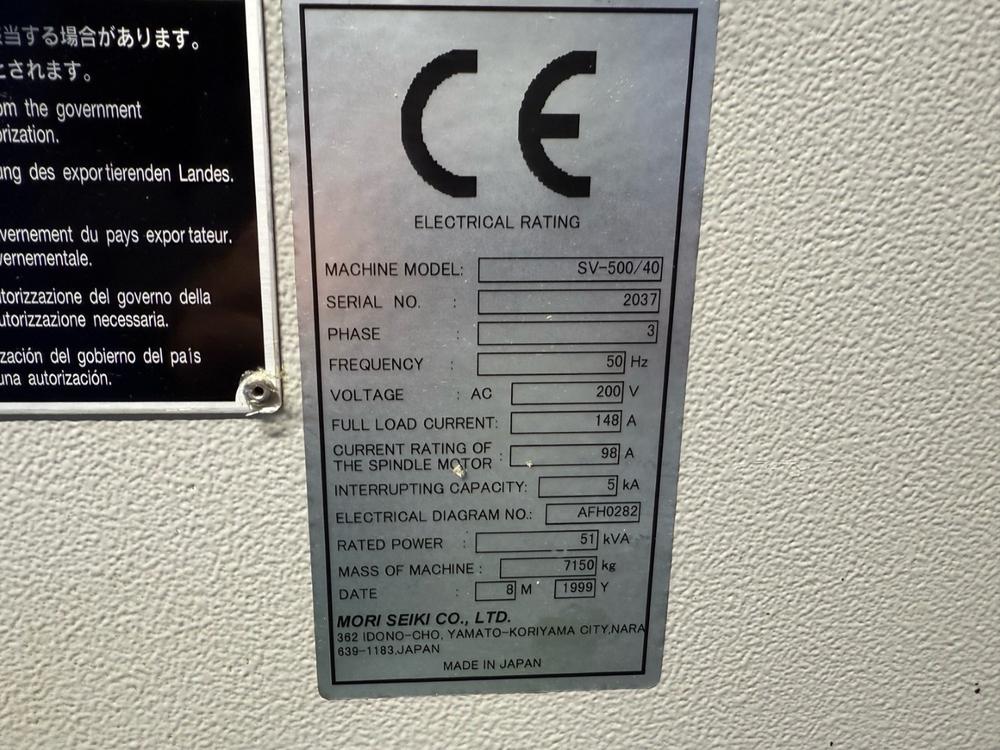 当する場合があります。
とされます。
om the government
orization.
ung des exportierenden Landes.
vernement du pays exportateur.
vernementale.
utorizzazione del governo della
utorizzazione necessaria.
zación del gobierno del país
una autorización.
CE
ELECTRICAL RATING
MACHINE MODEL: SV-500/40
SERIAL NO. : 2037
PHASE : 3
FREQUENCY : 50 Hz
VOLTAGE : AC 200 V
FULL LOAD CURRENT: 148 A
CURRENT RATING OF
THE SPINDLE MOTOR : 98 A
INTERRUPTING CAPACITY: 5 kA
ELECTRICAL DIAGRAM NO.: AFH0282
RATED POWER : 51 kVA
MASS OF MACHINE : 7150 kg
DATE : 8 M 1999 Y
MORI SEIKI CO., LTD.
362 IDONO-CHO, YAMATO-KORIYAMA CITY,NARA
639-1183,JAPAN
MADE IN JAPAN